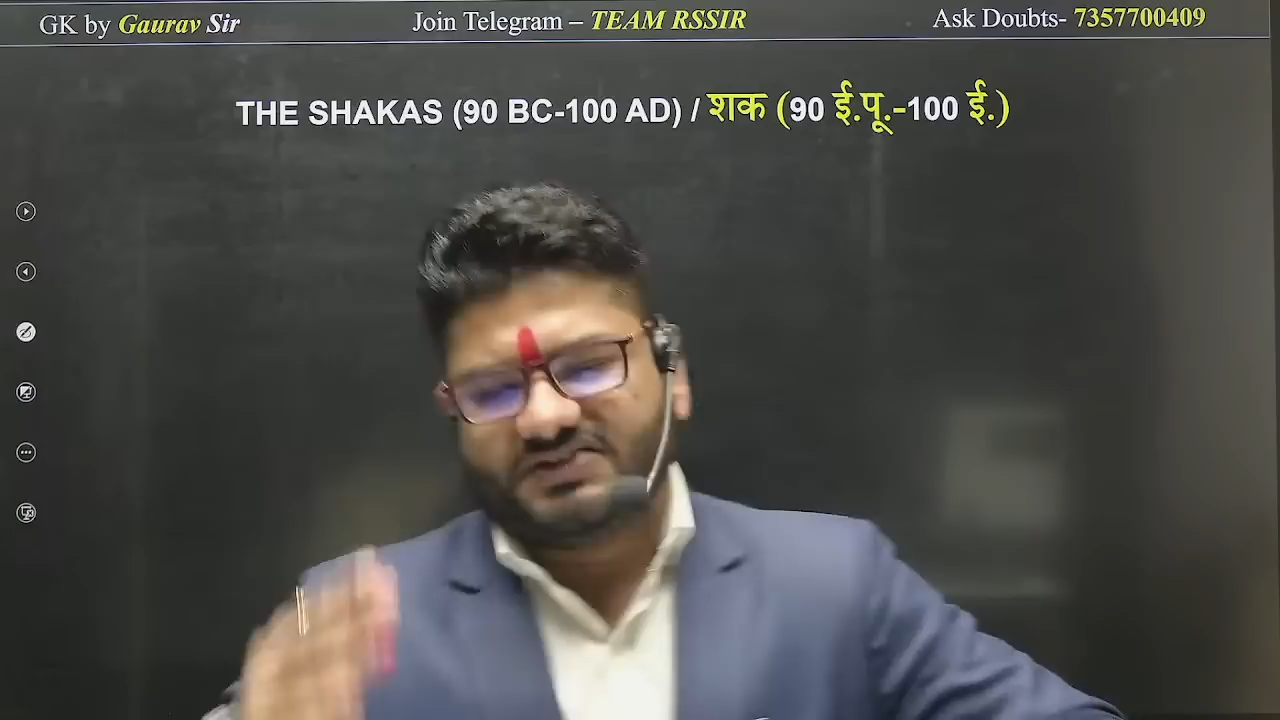 GK by Gaurav Sir Join Telegram – TEAM RSSIR Ask Doubts- 7357700409
THE SHAKAS (90 BC-100 AD) / शक (90 ई.पू.-100 ई.)